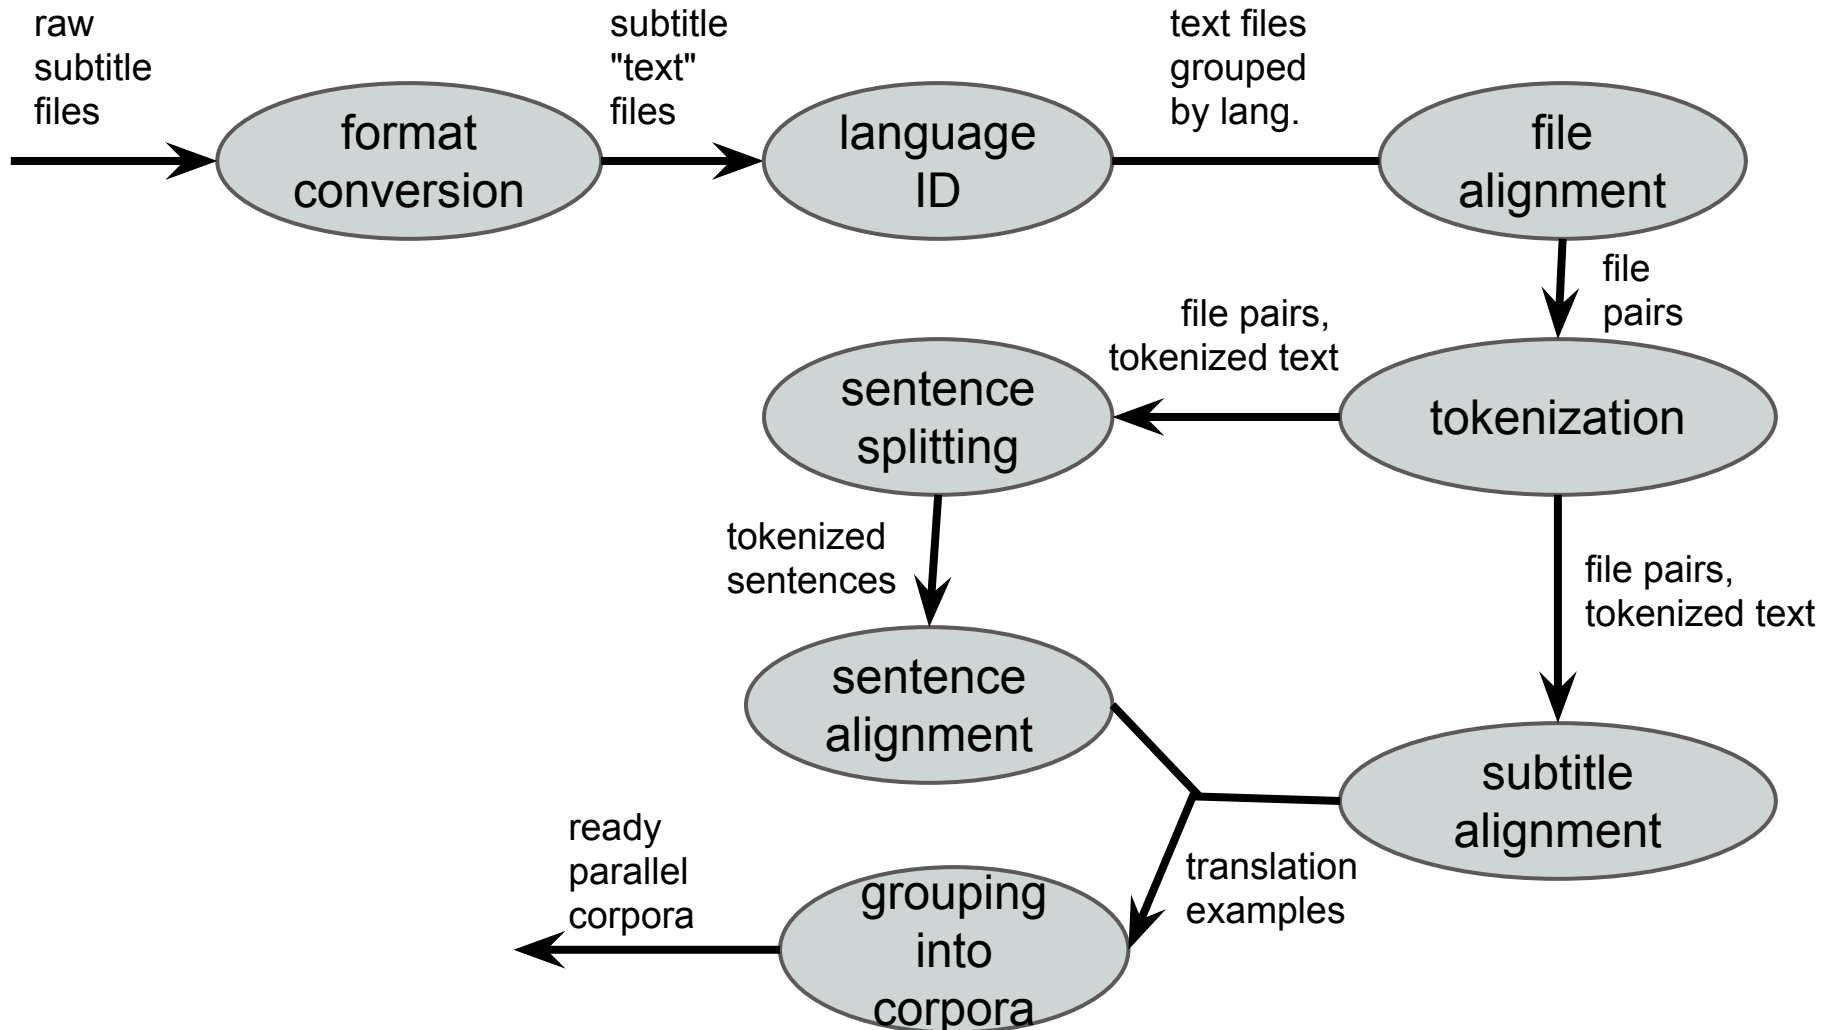 raw
subtitle
files
format
conversion
subtitle
"text"
files
language
ID
text files
grouped
by lang.
file
alignment
file
pairs
tokenization
file pairs,
tokenized text
sentence
splitting
tokenized
sentences
sentence
alignment
file pairs,
tokenized text
subtitle
alignment
translation
examples
grouping
into
corpora
ready
parallel
corpora